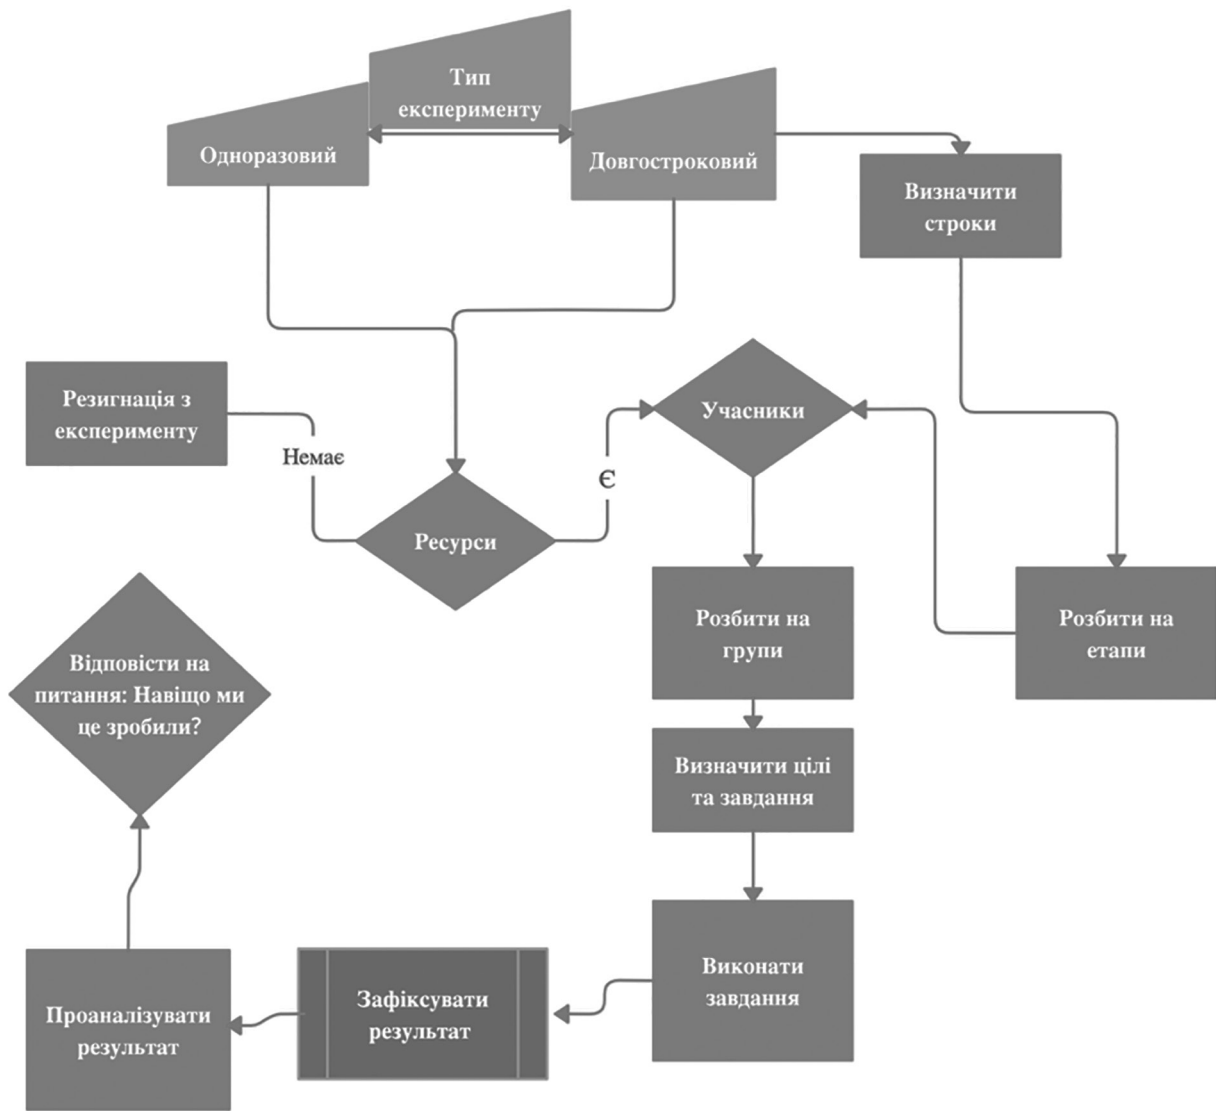 Тип
експерименту
Одноразовий
Довгостроковий
Визначити
строки
Резигнація з
експерименту
Немає
Ресурси
Є
Учасники
Розбити на
групи
Розбити на
етапи
Відповісти на
питання: Навіщо ми
це зробили?
Визначити цілі
та завдання
Виконати
завдання
Зафіксувати
результат
Проаналізувати
результат